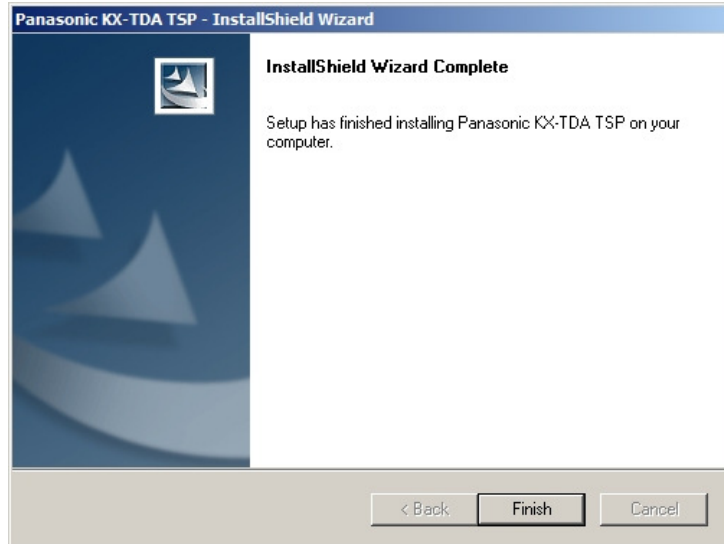 Panasonic KX-TDA TSP - InstallShield Wizard
InstallShield Wizard Complete
Setup has finished installing Panasonic KX-TDA TSP on your
computer.
< Back
Finish
Cancel